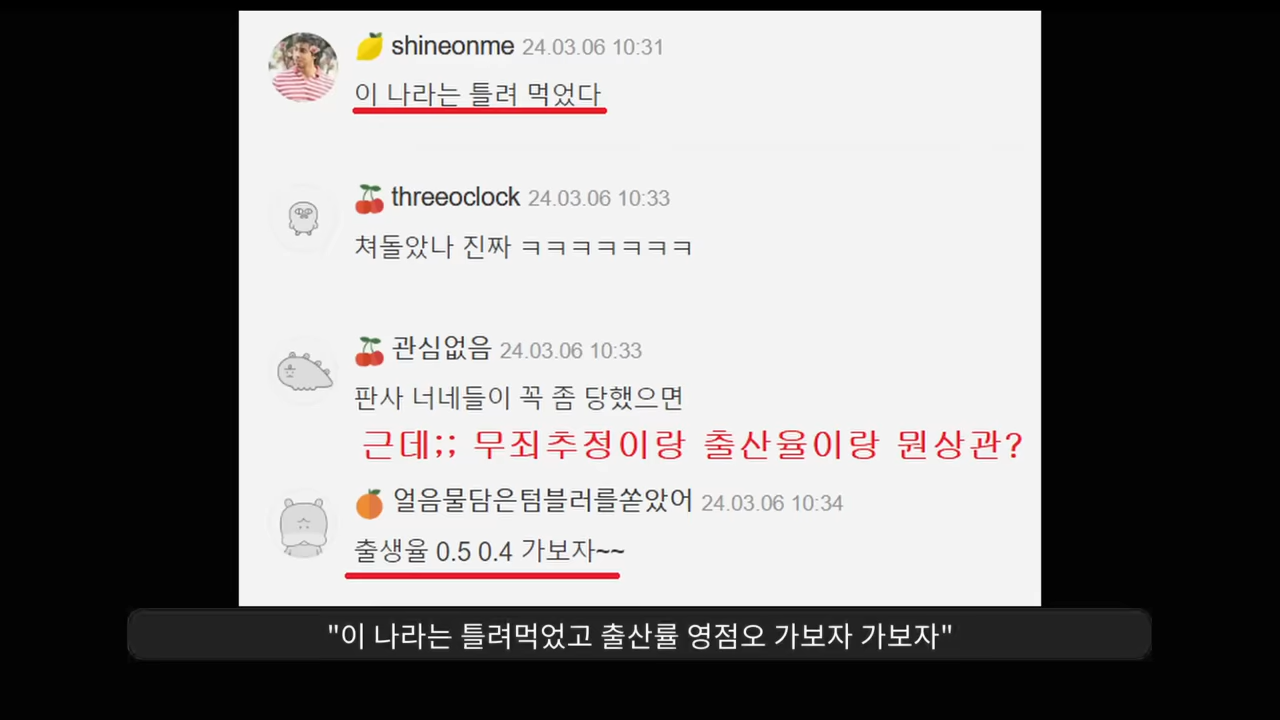 shineonme 24.03.06 10:31
이 나라는 틀려 먹었다
threeoclock 24.03.06 10:33
쳐돌았나 진짜 ㅋㅋㅋㅋㅋㅋㅋ
관심없음 24.03.06 10:33
판사 너네들이 꼭 좀 당했으면
근데;; 무죄추정이랑 출산율이랑 뭔상관?
얼음물담은텀블러를쏟았어 24.03.06 10:34
출생율 0.5 0.4 가보자~~
"이 나라는 틀려먹었고 출산률 영점오 가보자 가보자"